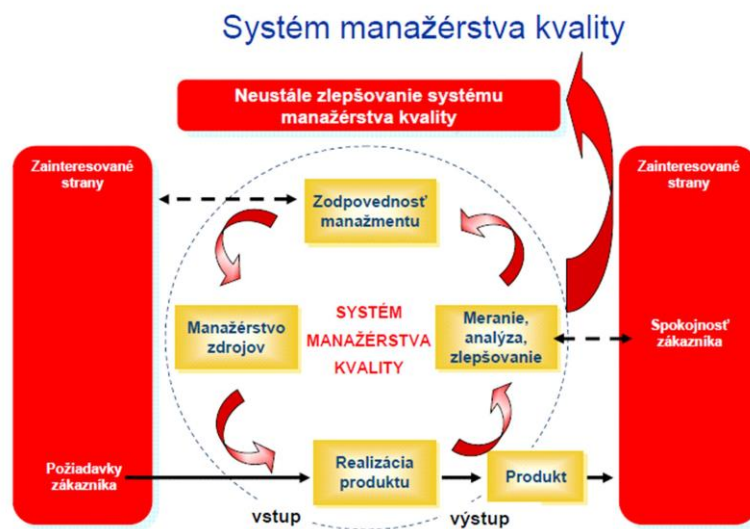 Systém manažérstva kvality
Neustále zlepšovanie systému
manažérstva kvality
Zainteresované
strany
Zainteresované
strany
Zodpovednosť
manažmentu
Manažérstvo
zdrojov
SYSTÉM
MANAŽÉRSTVA
KVALITY
Meranie,
analýza,
zlepšovanie
Spokojnosť
zákazníka
Požiadavky
zákazníka
Realizácia
produktu
Produkt
vstup
výstup